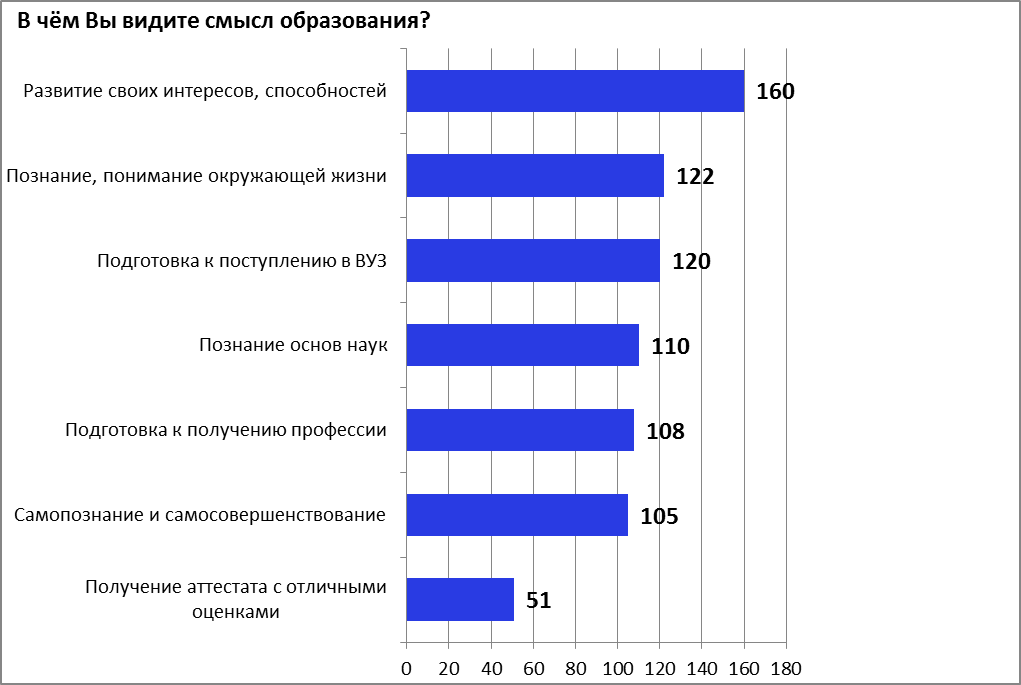 В чём Вы видите смысл образования?
Развитие своих интересов, способностей
160
Познание, понимание окружающей жизни
122
Подготовка к поступлению в ВУЗ
120
Познание основ наук
110
Подготовка к получению профессии
108
Самопознание и самосовершенствование
105
Получение аттестата с отличными
оценками
51
0 20 40 60 80 100 120 140 160 180